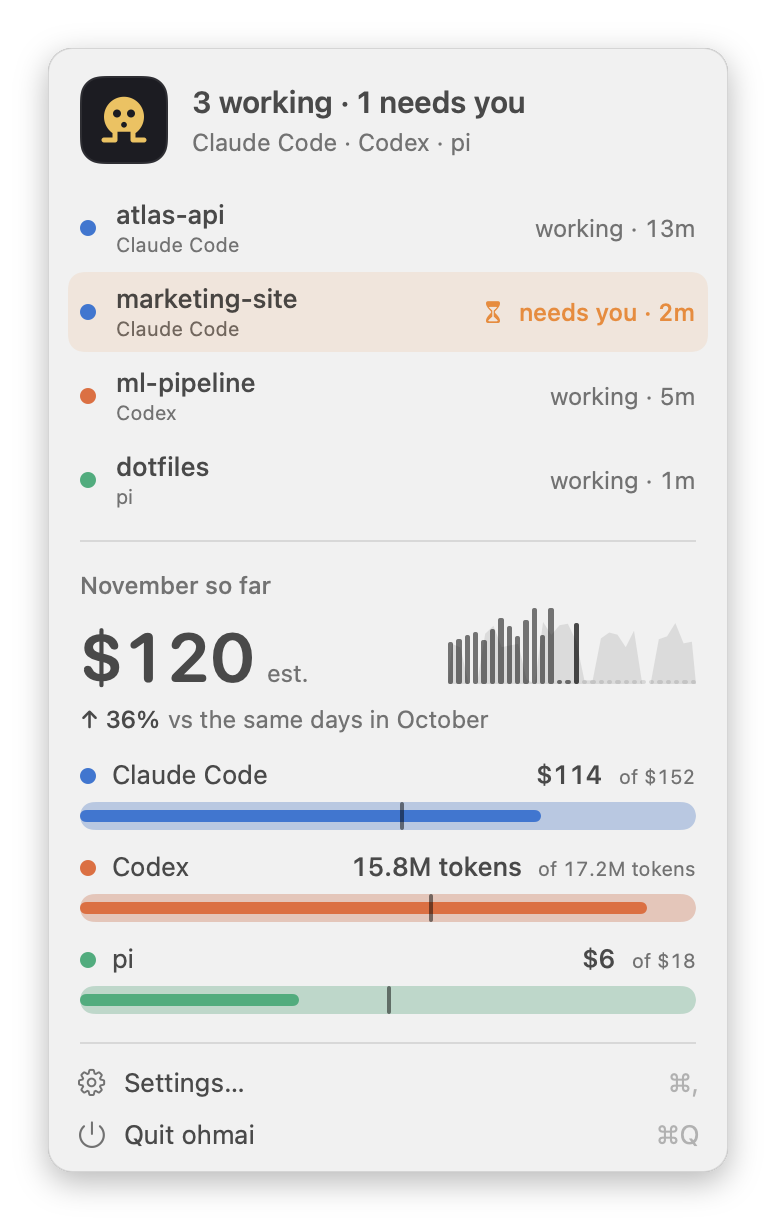 3 working · 1 needs you
Claude Code · Codex · pi
atlas-api
Claude Code
working · 13m
marketing-site
Claude Code
needs you · 2m
ml-pipeline
Codex
working · 5m
dotfiles
pi
working · 1m
November so far
$120 est.
↑ 36% vs the same days in October
Claude Code $114 of $152
Codex 15.8M tokens of 17.2M tokens
pi $6 of $18
Settings... ⌘,
Quit ohmai ⌘Q